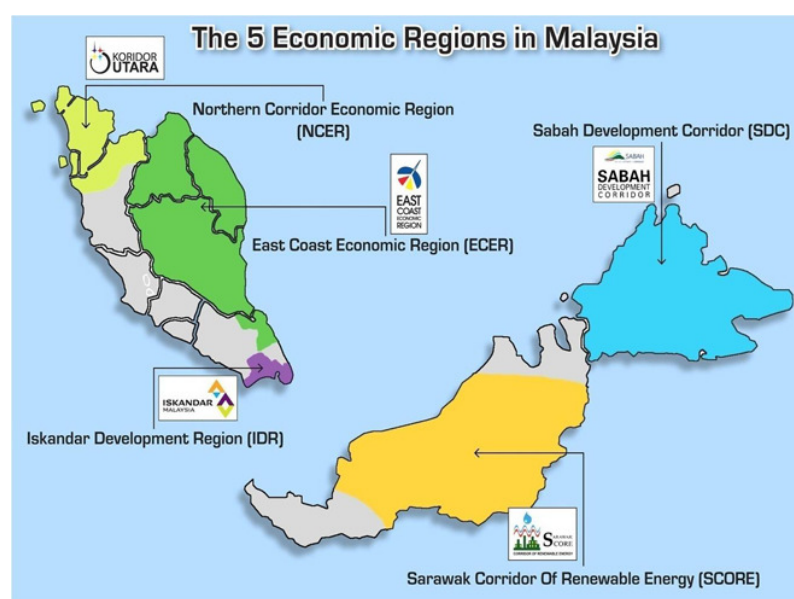 The 5 Economic Regions in Malaysia
KORIDOR
UTARA
Northern Corridor Economic Region
(NCER)
Sabah Development Corridor (SDC)
SABAH
SABAH
DEVELOPMENT
CORRIDOR
EAST
COAST
ECONOMIC
REGION
East Coast Economic Region (ECER)
ISKANDAR
MALAYSIA
Iskandar Development Region (IDR)
SARAWAK
SCORE
CORRIDOR OF RENEWABLE ENERGY
Sarawak Corridor Of Renewable Energy (SCORE)